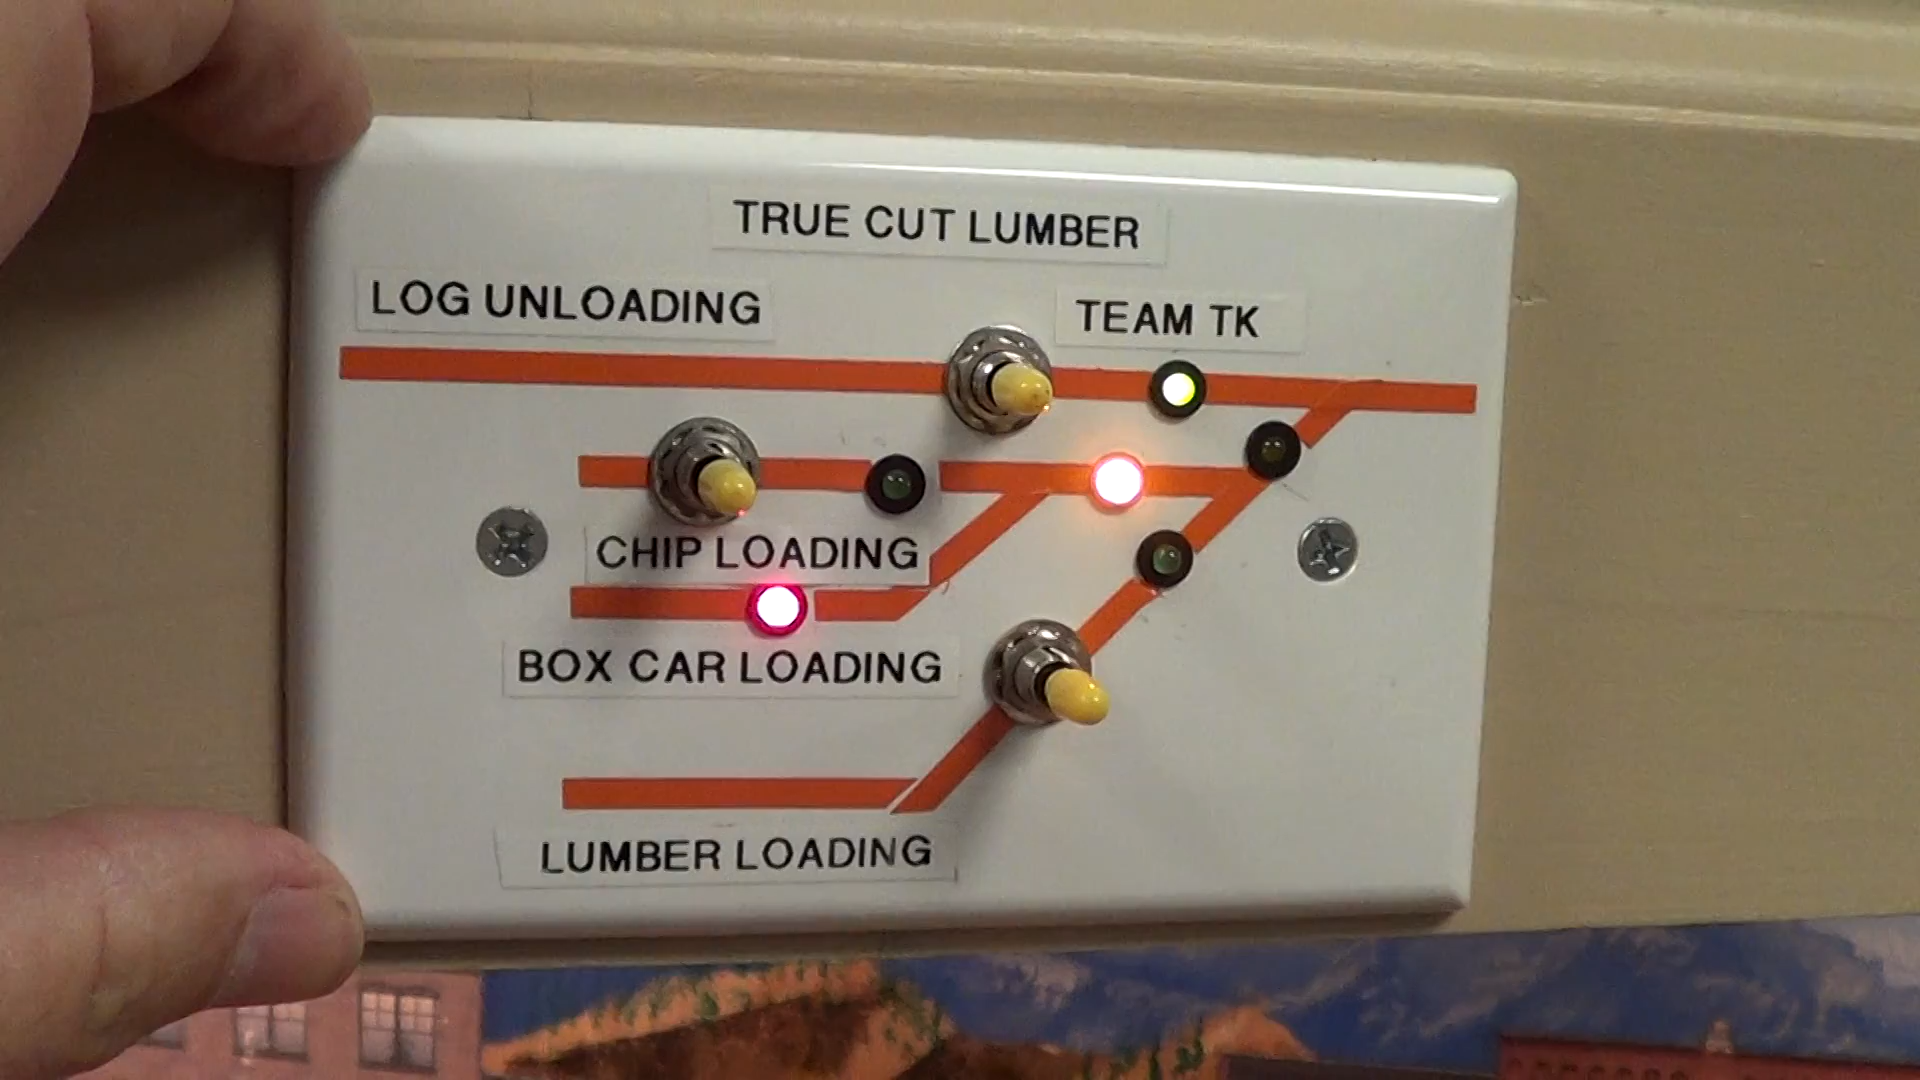 TRUE CUT LUMBER
LOG UNLOADING
TEAM TK
CHIP LOADING
BOX CAR LOADING
LUMBER LOADING